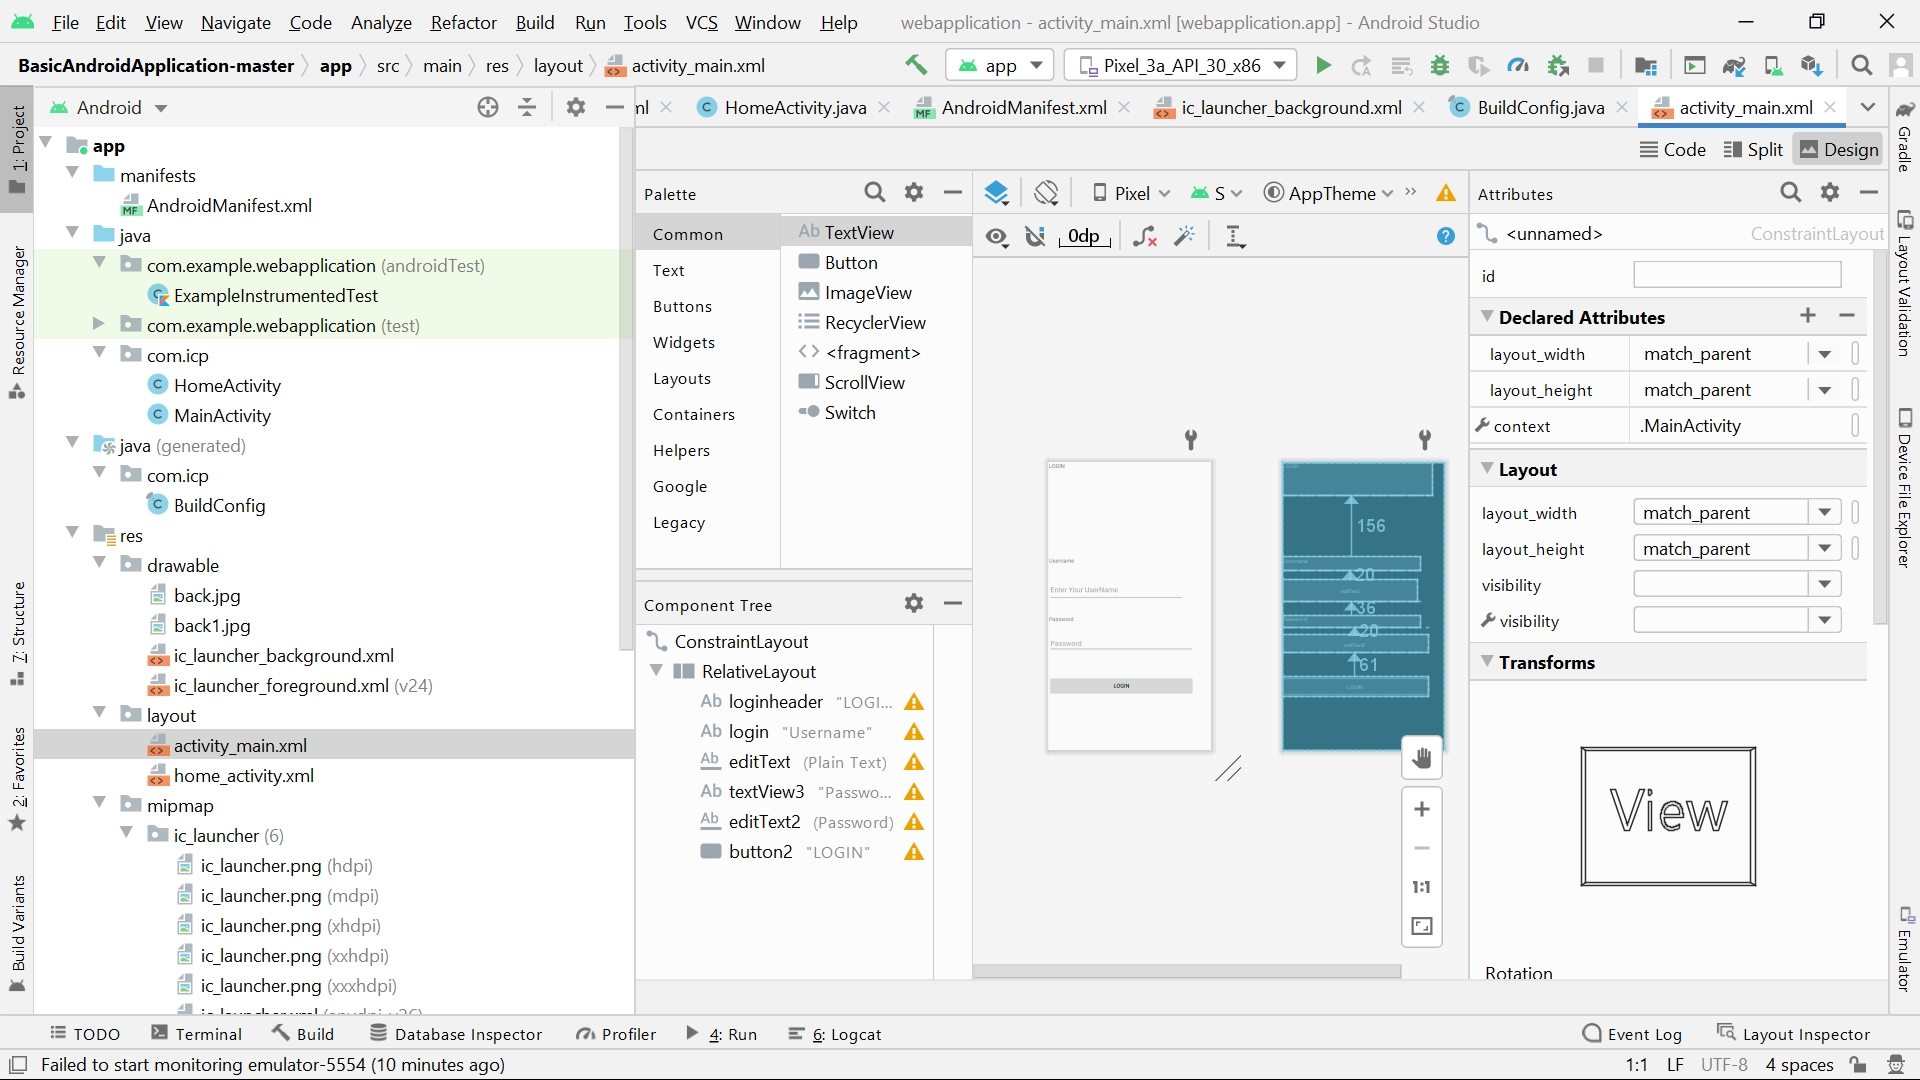 File Edit View Navigate Code Analyze Refactor Build Run Tools VCS Window Help webapplication - activity_main.xml [webapplication.app] - Android Studio
BasicAndroidApplication-master app src main res layout activity_main.xml app Pixel_3a_API_30_x86
Android
ml HomeActivity.java AndroidManifest.xml ic_launcher_background.xml BuildConfig.java activity_main.xml
Code Split Design
1: Project
Resource Manager
7: Structure
2: Favorites
Build Variants
app
manifests
AndroidManifest.xml
java
com.example.webapplication (androidTest)
ExampleInstrumentedTest
com.example.webapplication (test)
com.icp
HomeActivity
MainActivity
java (generated)
com.icp
BuildConfig
res
drawable
back.jpg
back1.jpg
ic_launcher_background.xml
ic_launcher_foreground.xml (v24)
layout
activity_main.xml
home_activity.xml
mipmap
ic_launcher (6)
ic_launcher.png (hdpi)
ic_launcher.png (mdpi)
ic_launcher.png (xhdpi)
ic_launcher.png (xxhdpi)
ic_launcher.png (xxxhdpi)
Palette
Common
Text
Buttons
Widgets
Layouts
Containers
Helpers
Google
Legacy
Ab TextView
Button
ImageView
RecyclerView
<fragment>
ScrollView
Switch
Component Tree
ConstraintLayout
RelativeLayout
Ab loginheader "LOGI...
Ab login "Username"
Ab editText (Plain Text)
Ab textView3 "Passwo...
Ab editText2 (Password)
button2 "LOGIN"
Pixel S AppTheme »
0dp
LOGIN
Username
Enter Your UserName
Password
Password
LOGIN
156
20
36
20
61
LOGIN
1:1
Attributes
<unnamed> ConstraintLayout
id
Declared Attributes
layout_width match_parent
layout_height match_parent
context .MainActivity
Layout
layout_width match_parent
layout_height match_parent
visibility
visibility
Transforms
View
Rotation
Gradle
Layout Validation
Device File Explorer
Emulator
TODO Terminal Build Database Inspector Profiler 4: Run 6: Logcat Event Log Layout Inspector
Failed to start monitoring emulator-5554 (10 minutes ago) 1:1 LF UTF-8 4 spaces